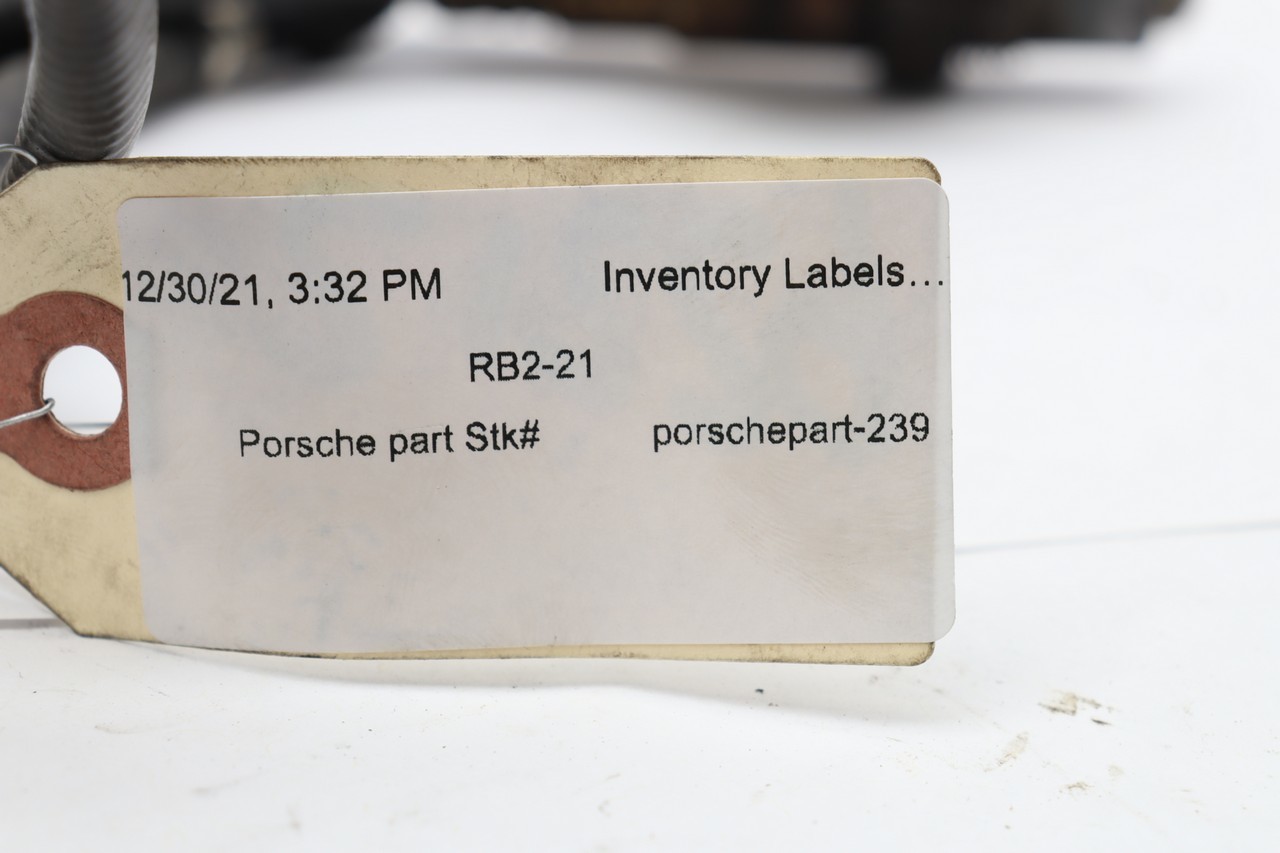 12/30/21, 3:32 PM Inventory Labels...
RB2-21
Porsche part Stk# porschepart-239